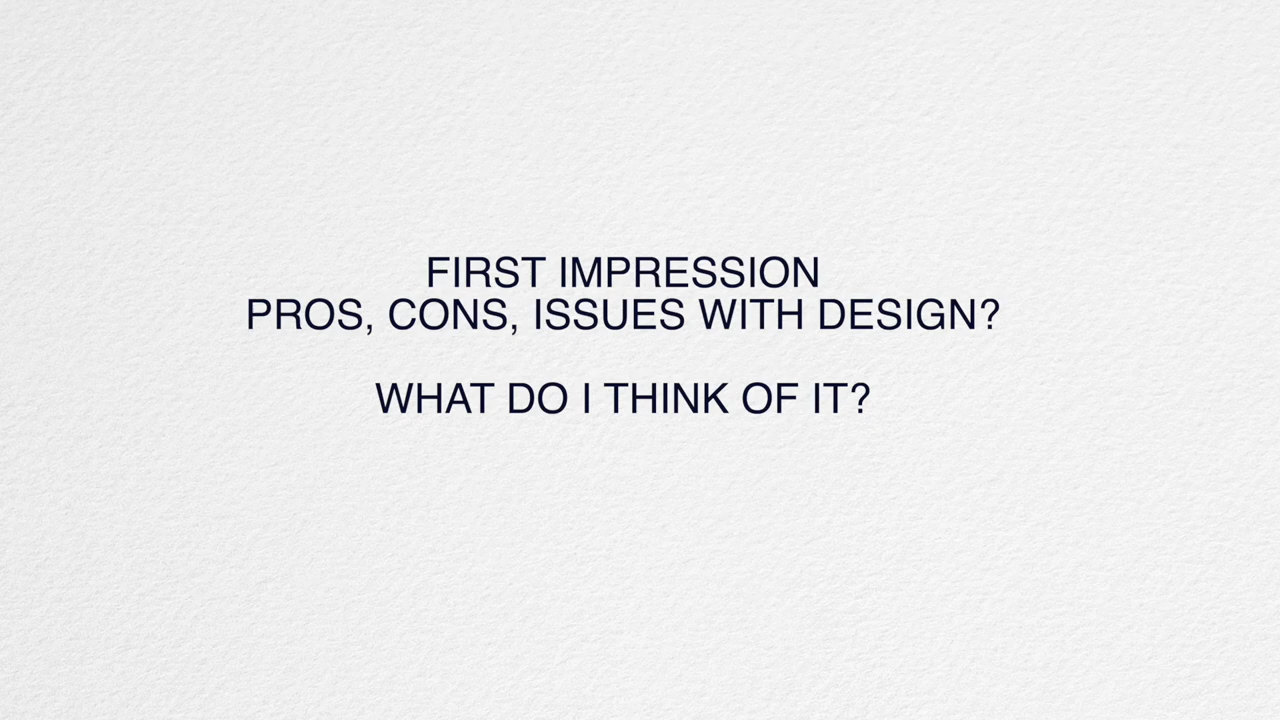 FIRST IMPRESSION
PROS, CONS, ISSUES WITH DESIGN?
WHAT DO I THINK OF IT?